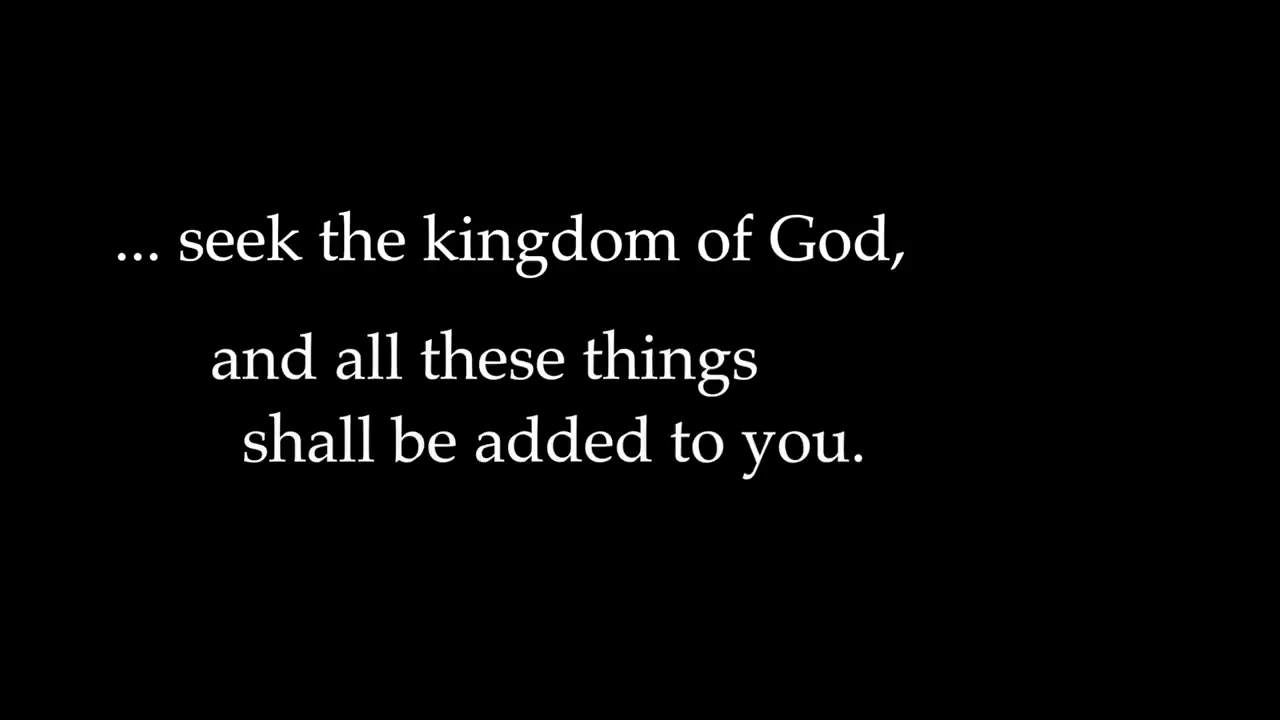 ... seek the kingdom of God,
and all these things
shall be added to you.